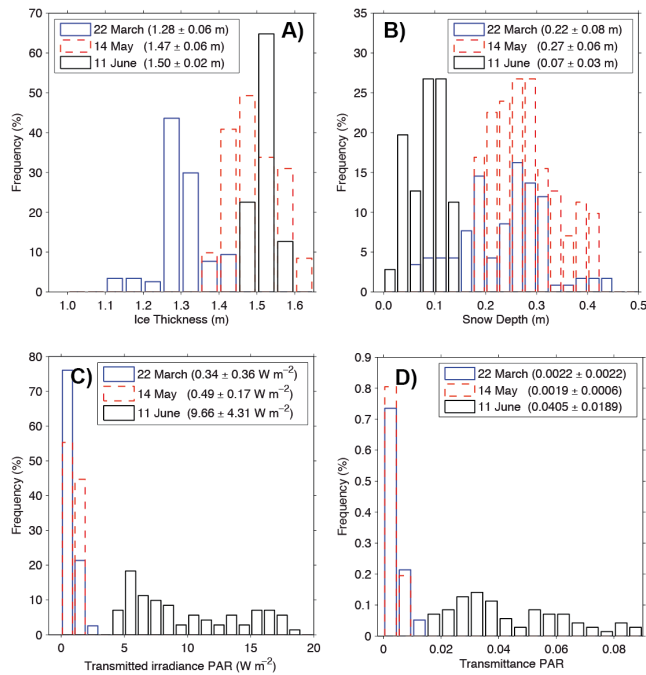 A)
22 March (1.28 ± 0.06 m)
14 May (1.47 ± 0.06 m)
11 June (1.50 ± 0.02 m)
70
60
50
40
30
20
10
0
Frequency (%)
1.0 1.1 1.2 1.3 1.4 1.5 1.6
Ice Thickness (m)
B)
22 March (0.22 ± 0.08 m)
14 May (0.27 ± 0.06 m)
11 June (0.07 ± 0.03 m)
35
30
25
20
15
10
5
0
Frequency (%)
0.0 0.1 0.2 0.3 0.4 0.5
Snow Depth (m)
C)
22 March (0.34 ± 0.36 W m⁻²)
14 May (0.49 ± 0.17 W m⁻²)
11 June (9.66 ± 4.31 W m⁻²)
80
70
60
50
40
30
20
10
0
Frequency (%)
0 5 10 15 20
Transmitted irradiance PAR (W m⁻²)
D)
22 March (0.0022 ± 0.0022)
14 May (0.0019 ± 0.0006)
11 June (0.0405 ± 0.0189)
0.9
0.8
0.7
0.6
0.5
0.4
0.3
0.2
0.1
0
Frequency (%)
0 0.02 0.04 0.06 0.08
Transmittance PAR